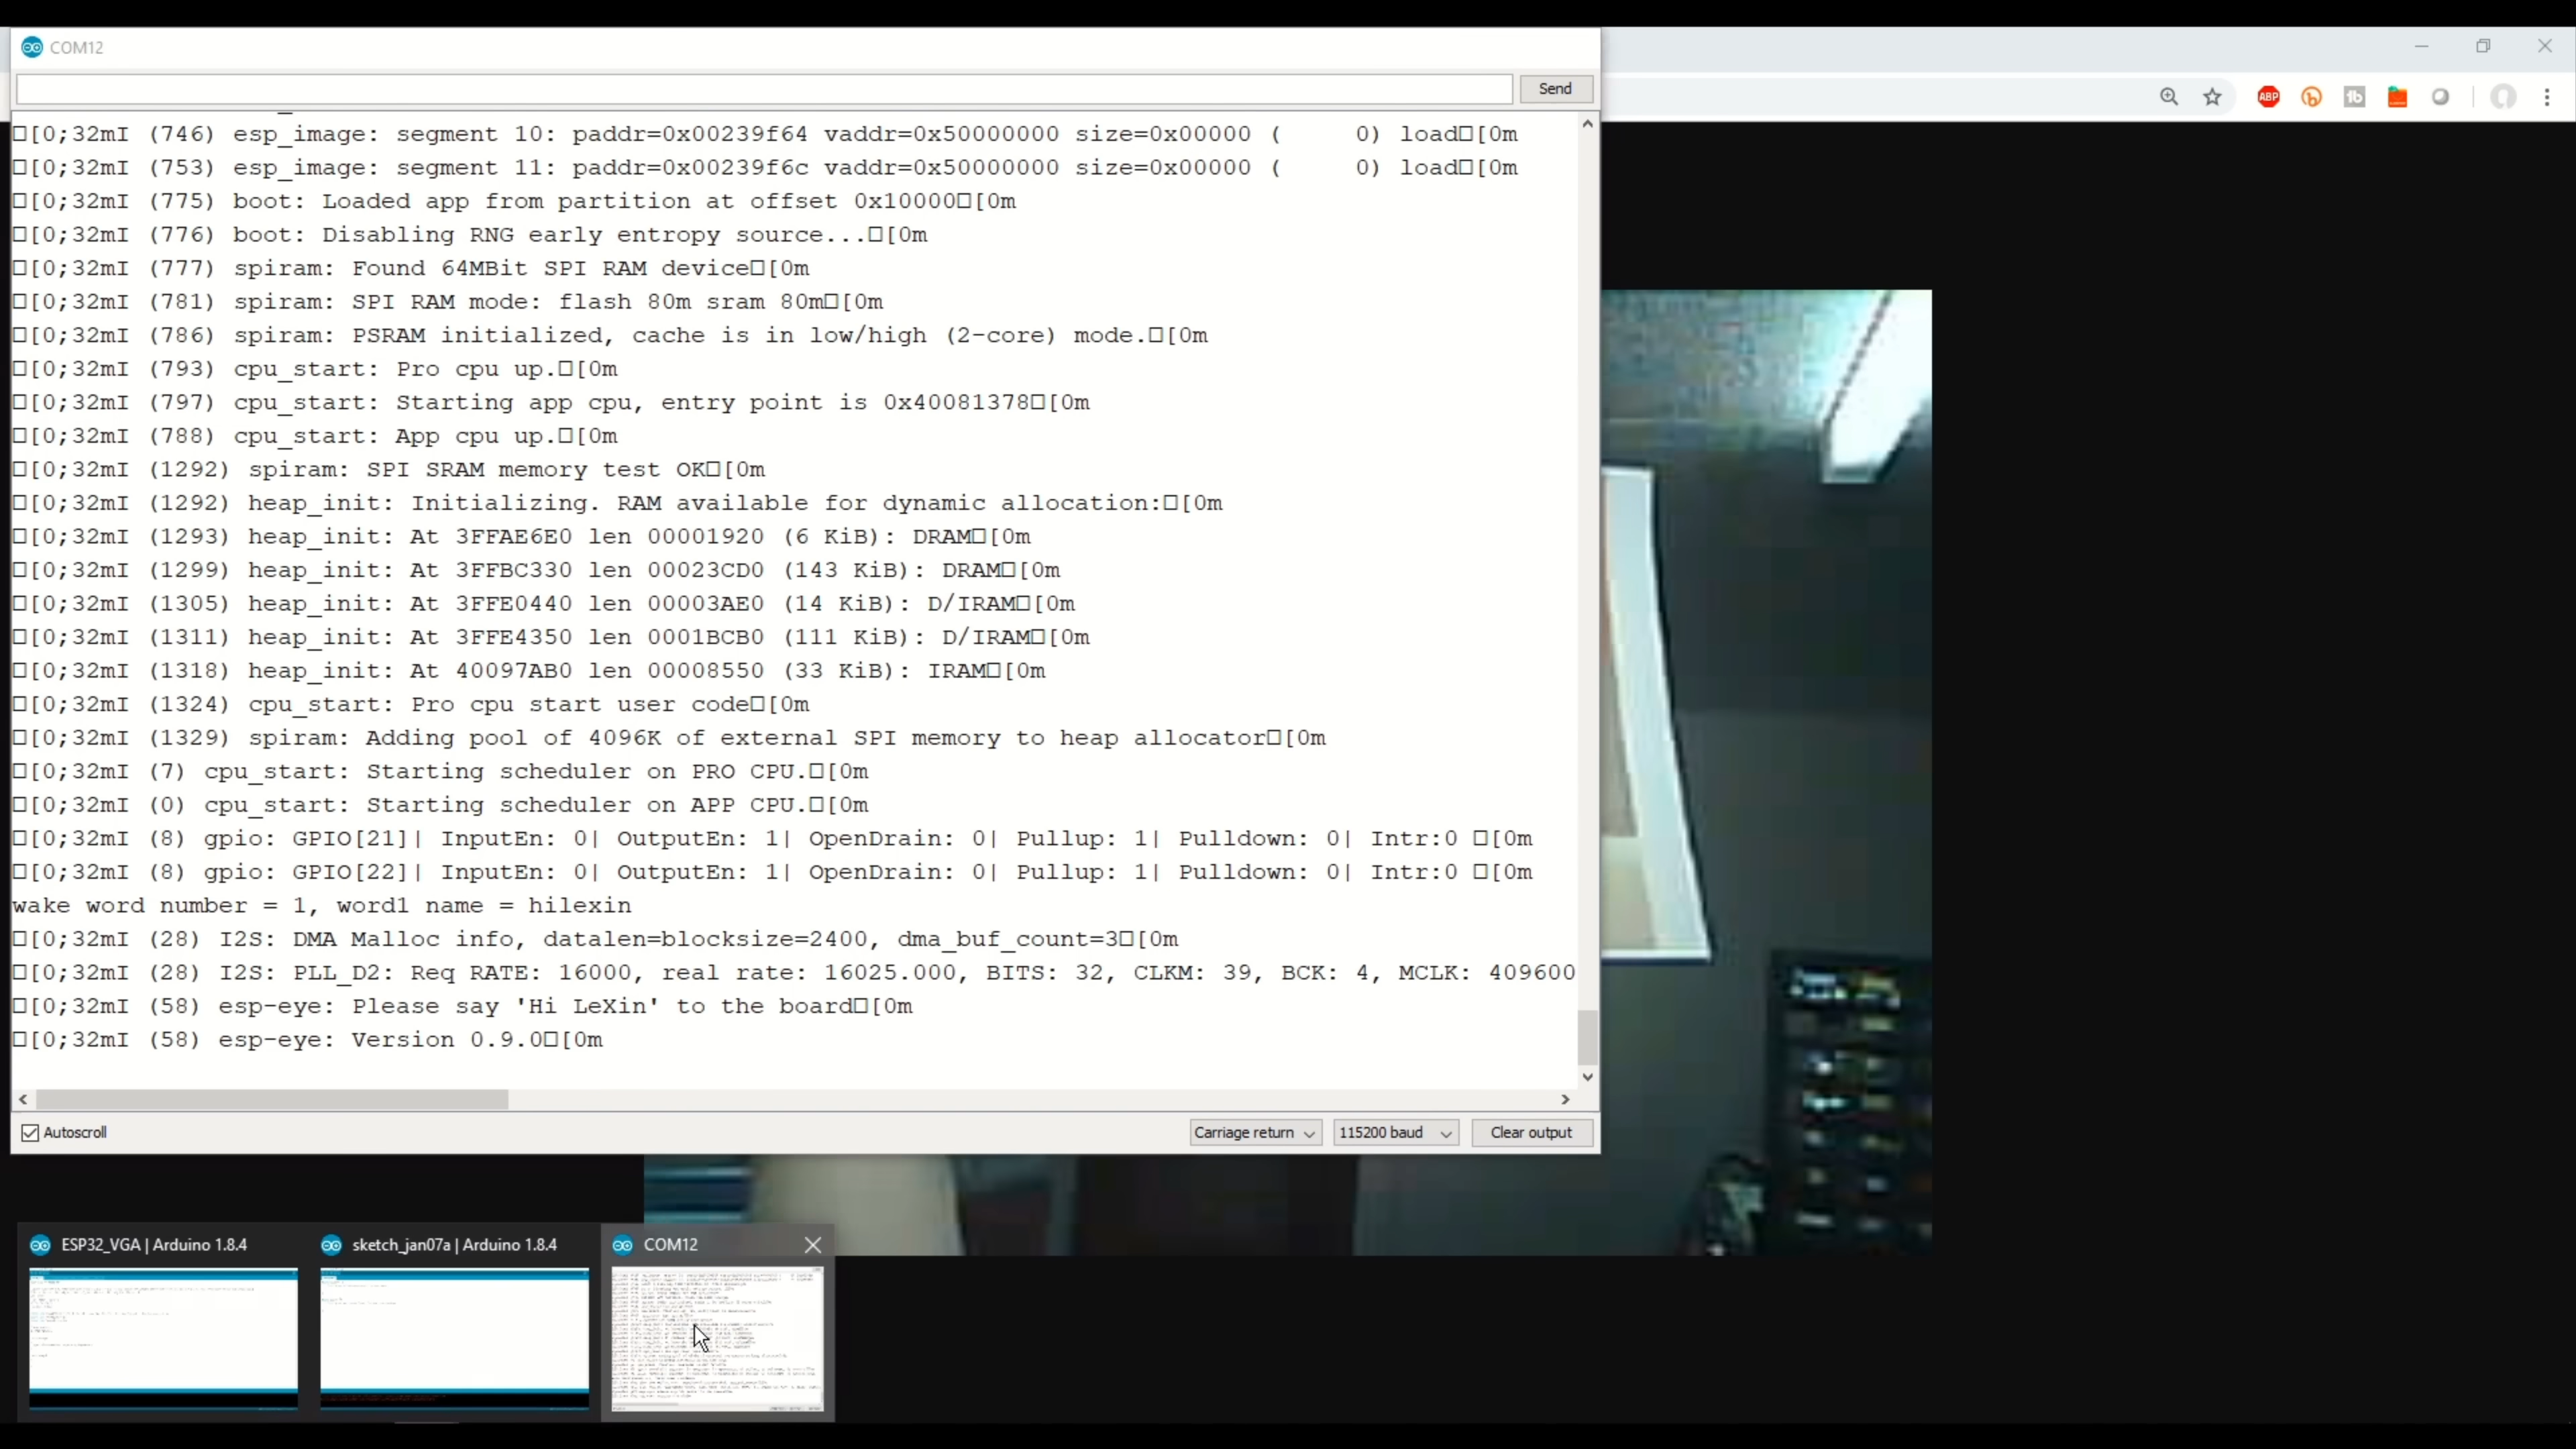 COM12
Send
□[0;32mI (746) esp_image: segment 10: paddr=0x00239f64 vaddr=0x50000000 size=0x00000 (     0) load□[0m
□[0;32mI (753) esp_image: segment 11: paddr=0x00239f6c vaddr=0x50000000 size=0x00000 (     0) load□[0m
□[0;32mI (775) boot: Loaded app from partition at offset 0x10000□[0m
□[0;32mI (776) boot: Disabling RNG early entropy source...□[0m
□[0;32mI (777) spiram: Found 64MBit SPI RAM device□[0m
□[0;32mI (781) spiram: SPI RAM mode: flash 80m sram 80m□[0m
□[0;32mI (786) spiram: PSRAM initialized, cache is in low/high (2-core) mode.□[0m
□[0;32mI (793) cpu_start: Pro cpu up.□[0m
□[0;32mI (797) cpu_start: Starting app cpu, entry point is 0x40081378□[0m
□[0;32mI (788) cpu_start: App cpu up.□[0m
□[0;32mI (1292) spiram: SPI SRAM memory test OK□[0m
□[0;32mI (1292) heap_init: Initializing. RAM available for dynamic allocation:□[0m
□[0;32mI (1293) heap_init: At 3FFAE6E0 len 00001920 (6 KiB): DRAM□[0m
□[0;32mI (1299) heap_init: At 3FFBC330 len 00023CD0 (143 KiB): DRAM□[0m
□[0;32mI (1305) heap_init: At 3FFE0440 len 00003AE0 (14 KiB): D/IRAM□[0m
□[0;32mI (1311) heap_init: At 3FFE4350 len 0001BCB0 (111 KiB): D/IRAM□[0m
□[0;32mI (1318) heap_init: At 40097AB0 len 00008550 (33 KiB): IRAM□[0m
□[0;32mI (1324) cpu_start: Pro cpu start user code□[0m
□[0;32mI (1329) spiram: Adding pool of 4096K of external SPI memory to heap allocator□[0m
□[0;32mI (7) cpu_start: Starting scheduler on PRO CPU.□[0m
□[0;32mI (0) cpu_start: Starting scheduler on APP CPU.□[0m
□[0;32mI (8) gpio: GPIO[21]| InputEn: 0| OutputEn: 1| OpenDrain: 0| Pullup: 1| Pulldown: 0| Intr:0 □[0m
□[0;32mI (8) gpio: GPIO[22]| InputEn: 0| OutputEn: 1| OpenDrain: 0| Pullup: 1| Pulldown: 0| Intr:0 □[0m
wake word number = 1, word1 name = hilexin
□[0;32mI (28) I2S: DMA Malloc info, datalen=blocksize=2400, dma_buf_count=3□[0m
□[0;32mI (28) I2S: PLL_D2: Req RATE: 16000, real rate: 16025.000, BITS: 32, CLKM: 39, BCK: 4, MCLK: 409600
□[0;32mI (58) esp-eye: Please say 'Hi LeXin' to the board□[0m
□[0;32mI (58) esp-eye: Version 0.9.0□[0m
Autoscroll
Carriage return
115200 baud
Clear output
ABP
ESP32_VGA | Arduino 1.8.4
sketch_jan07a | Arduino 1.8.4
COM12